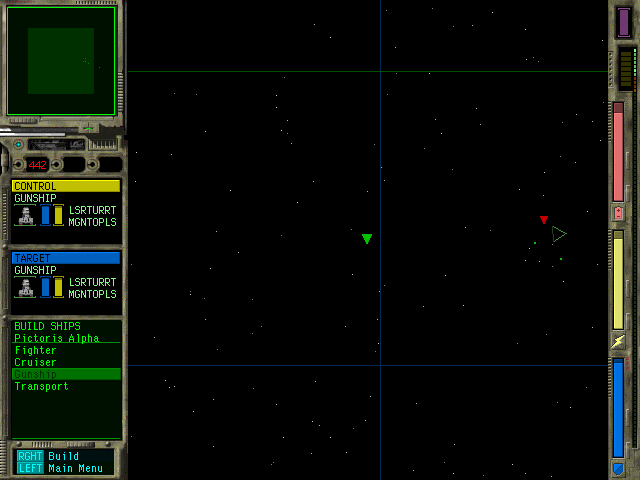 442
CONTROL
GUNSHIP
LSRTURRT
MGNTOPLS
TARGET
GUNSHIP
LSRTURRT
MGNTOPLS
BUILD SHIPS
Pictoris Alpha
Fighter
Cruiser
Gunship
Transport
RGHT Build
LEFT Main Menu